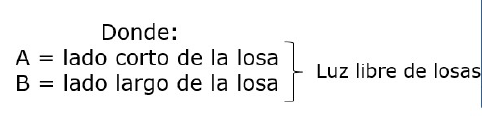 Donde:
A = lado corto de la losa
B = lado largo de la losa
Luz libre de losas